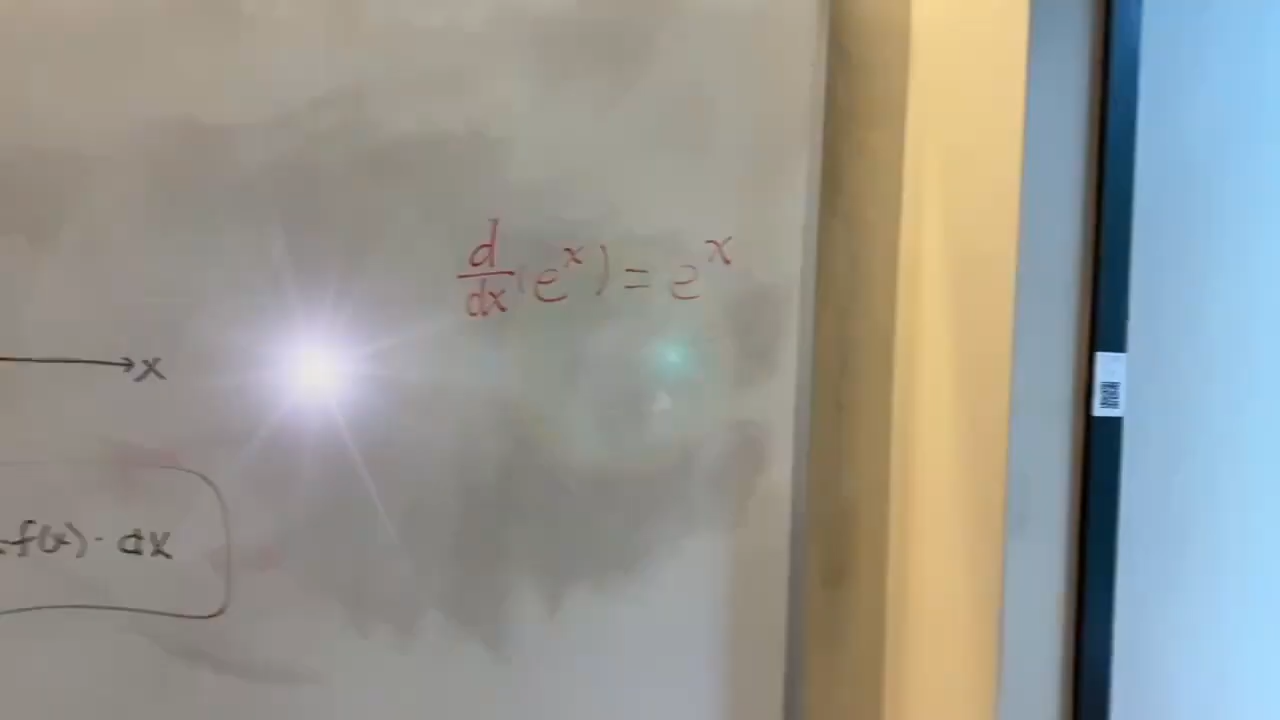 d/dx (e^x) = e^x
x
f(x) · dx